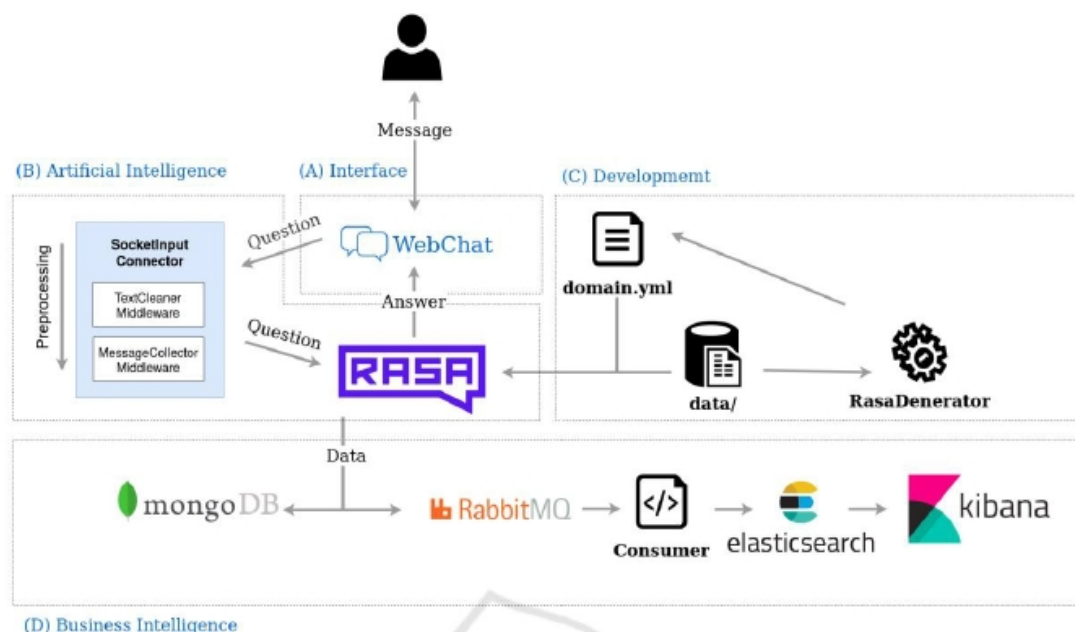 Message
(B) Artificial Intelligence
(A) Interface
(C) Developmemt
Preprocessing
SocketInput
Connector
TextCleaner
Middleware
MessageCollector
Middleware
Question
WebChat
Answer
Question
RASA
domain.yml
data/
RasaDenerator
Data
mongoDB
RabbitMQ
</>
Consumer
elasticsearch
kibana
(D) Business Intelligence